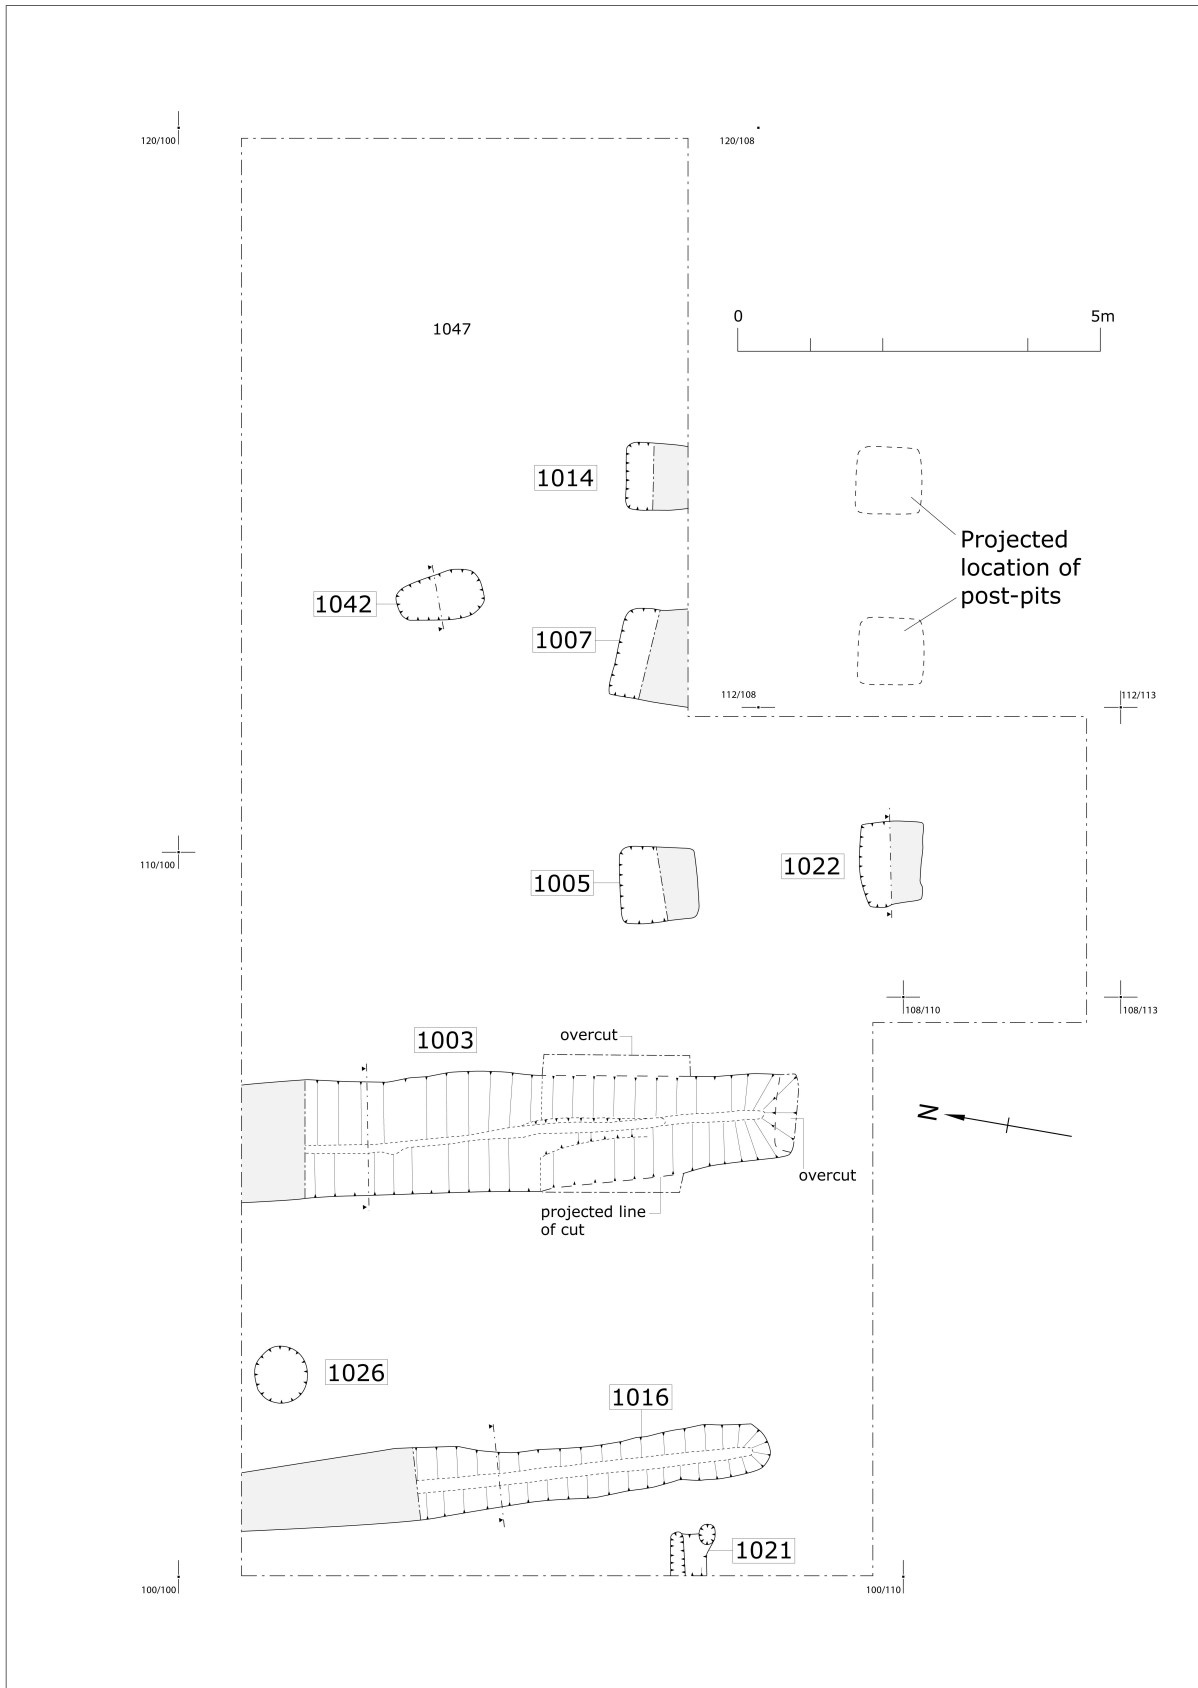 120/100
120/108
1047
0
5m
1014
Projected
location of
post-pits
1042
1007
112/108
112/113
110/100
1005
1022
108/110
108/113
1003
overcut
N
overcut
projected line
of cut
1026
1016
1021
100/100
100/110